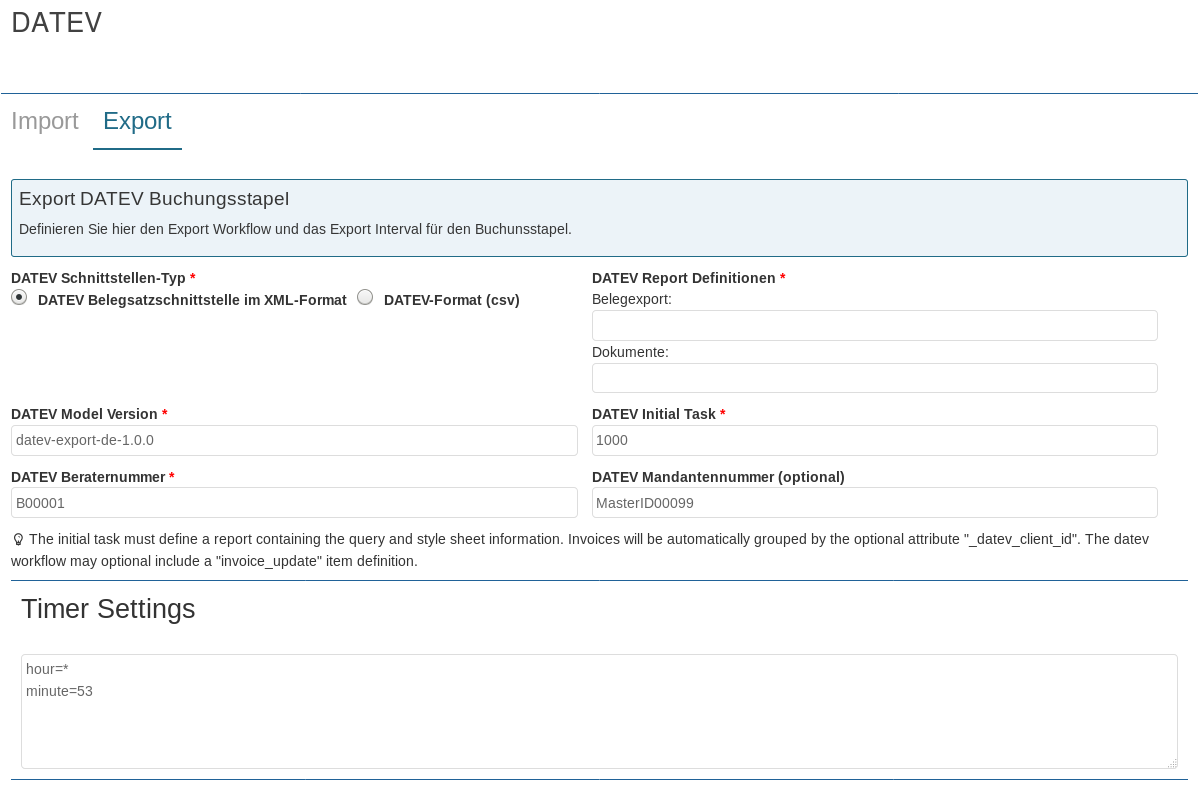 DATEV
Import Export
Export DATEV Buchungsstapel
Definieren Sie hier den Export Workflow und das Export Interval für den Buchunsstapel.
DATEV Schnittstellen-Typ *
DATEV Belegsatzschnittstelle im XML-Format DATEV-Format (csv)
DATEV Report Definitionen *
Belegexport:
Dokumente:
DATEV Model Version *
datev-export-de-1.0.0
DATEV Initial Task *
1000
DATEV Beraternummer *
B00001
DATEV Mandantennummer (optional)
MasterID00099
The initial task must define a report containing the query and style sheet information. Invoices will be automatically grouped by the optional attribute "_datev_client_id". The datev
workflow may optional include a "invoice_update" item definition.
Timer Settings
hour=*
minute=53